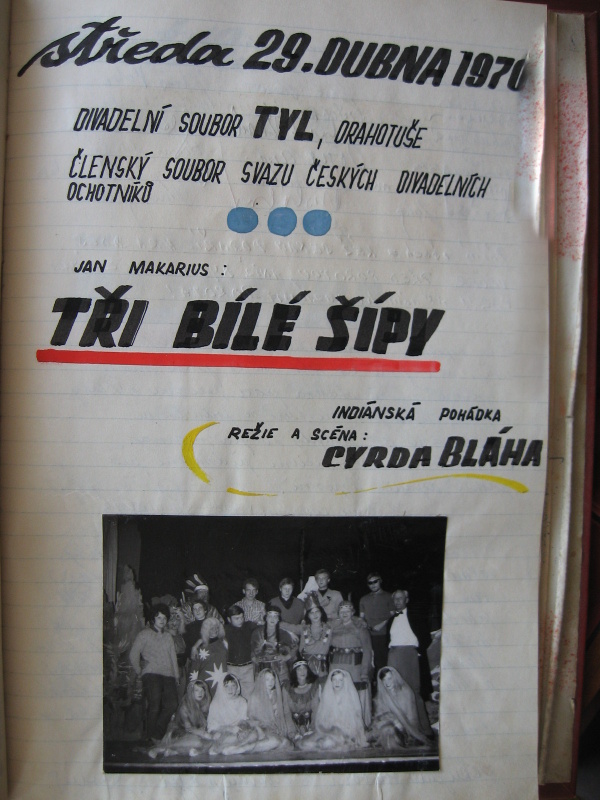 středa 29. DUBNA 1970
DIVADELNÍ SOUBOR TYL, DRAHOTUŠE
ČLENSKÝ SOUBOR SVAZU ČESKÝCH DIVADELNÍCH
OCHOTNÍKŮ
JAN MAKARIUS:
TŘI BÍLÉ ŠÍPY
INDIÁNSKÁ POHÁDKA
REŽIE A SCÉNA:
CYRDA BLÁHA